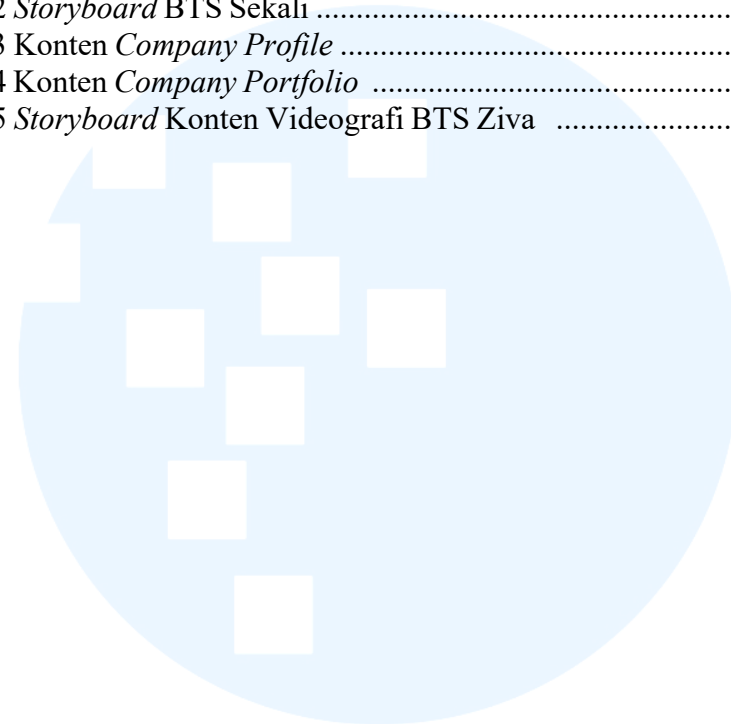 2 Storyboard BTS Sekali ....................................................
3 Konten Company Profile .................................................
4 Konten Company Portfolio .............................................
5 Storyboard Konten Videografi BTS Ziva ......................